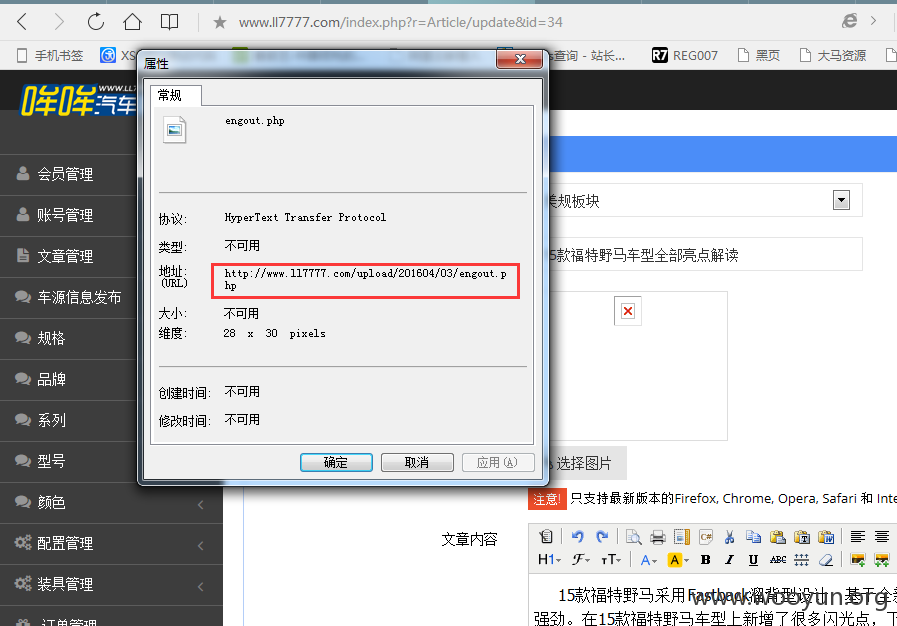 www.ll7777.com/index.php?r=Article/update&id=34
手机书签
XS
查询 - 站长...
R7 REG007
黑页
大马资源
哞哞汽车
WWW.LL7
属性
常规
engout.php
协议: HyperText Transfer Protocol
类型: 不可用
地址: (URL) http://www.ll7777.com/upload/201604/03/engout.p
hp
大小: 不可用
维度: 28 x 30 pixels
创建时间: 不可用
修改时间: 不可用
确定
取消
应用(A)
会员管理
账号管理
文章管理
车源信息发布
规格
品牌
系列
型号
颜色
配置管理
装具管理
订单管理
美规板块
5款福特野马车型全部亮点解读
选择图片
注意! 只支持最新版本的Firefox, Chrome, Opera, Safari 和 Inte
文章内容
H1
F
TT
A
A
B
I
U
ABC
15款福特野马采用Fastback溜背型设计，基于全新
强劲。在15款福特野马车型上新增了很多闪光点，下
www.wooyun.org